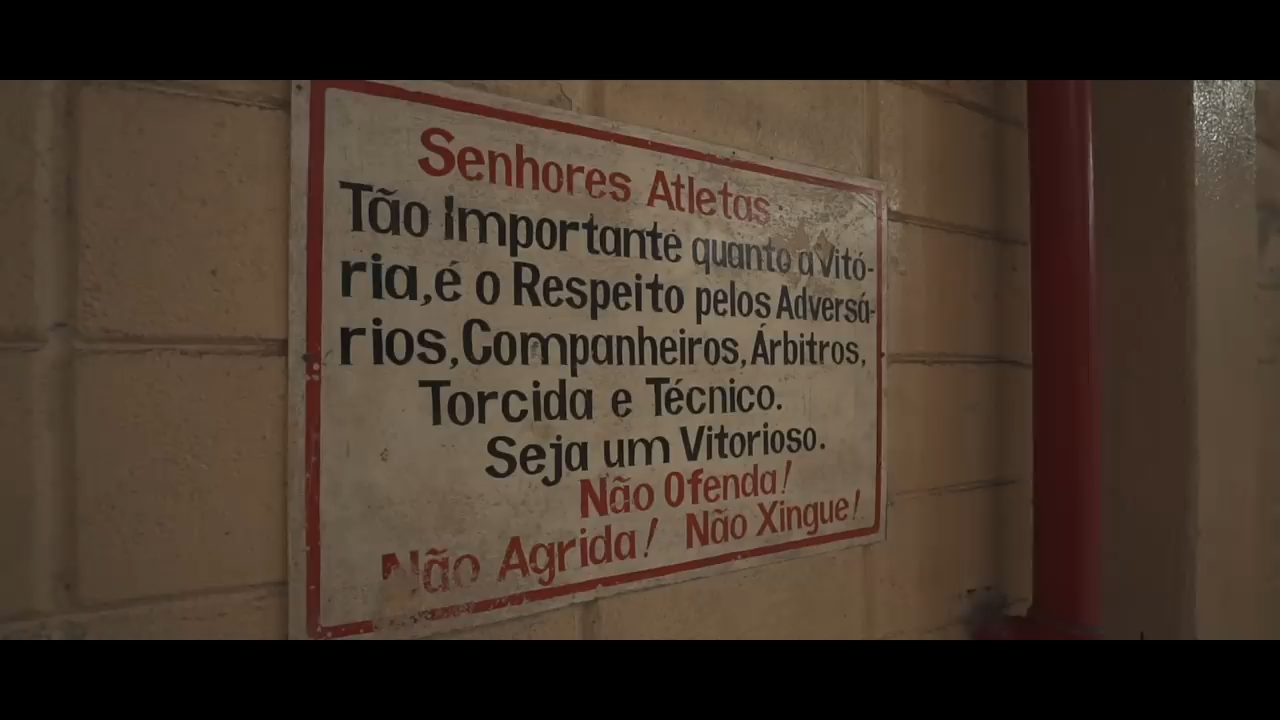 Senhores Atletas
Tão Importante quanto a Vitó-
ria, é o Respeito pelos Adversá-
rios, Companheiros, Árbitros,
Torcida e Técnico.
Seja um Vitorioso.
Não Ofenda!
Não Agrida! Não Xingue!